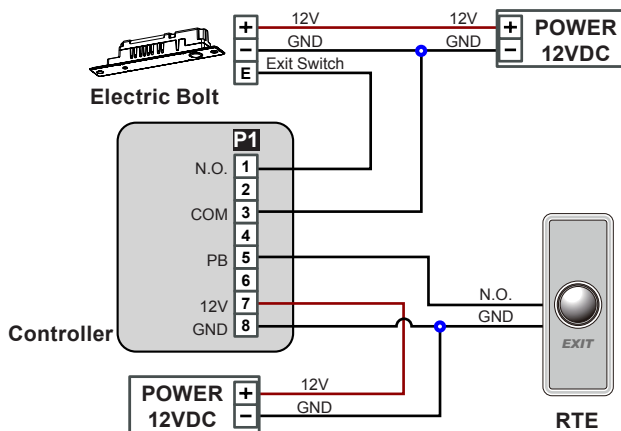 + 12V 12V + POWER
− GND GND − 12VDC
E Exit Switch
Electric Bolt
P1
N.O. 1
2
COM 3
4
PB 5
6
12V 7
GND 8
Controller
N.O.
GND
EXIT
RTE
POWER + 12V
12VDC − GND